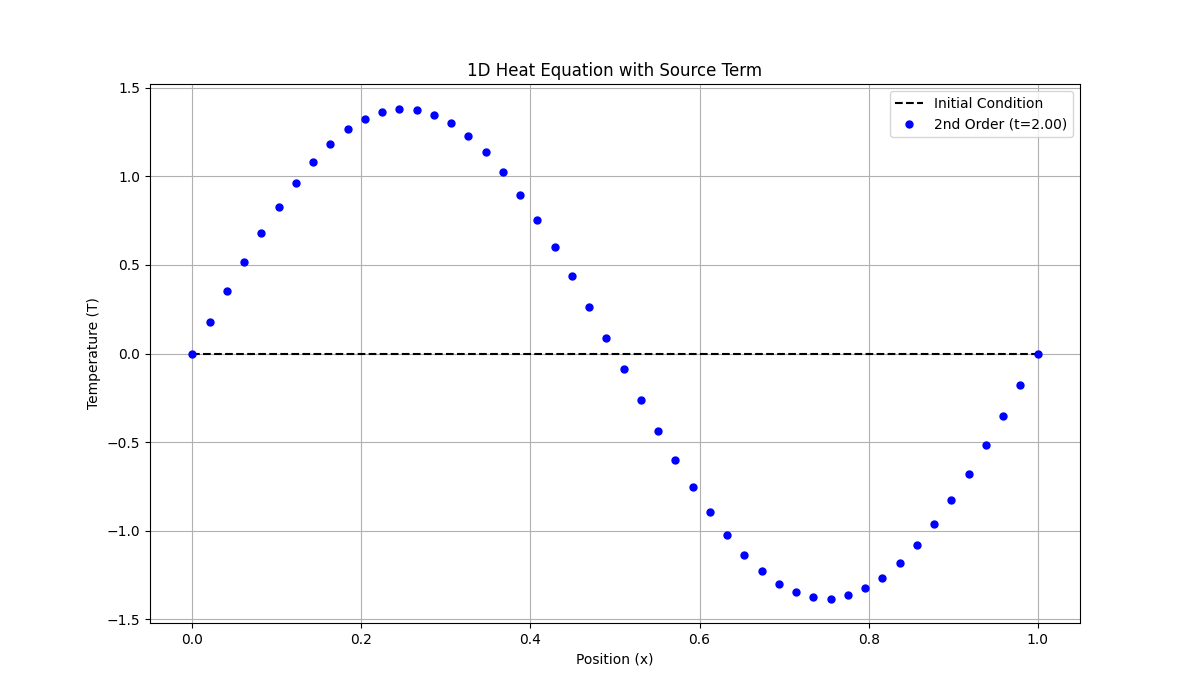 1D Heat Equation with Source Term
Initial Condition
2nd Order (t=2.00)
Temperature (T)
1.5
1.0
0.5
0.0
−0.5
−1.0
−1.5
0.0 0.2 0.4 0.6 0.8 1.0
Position (x)